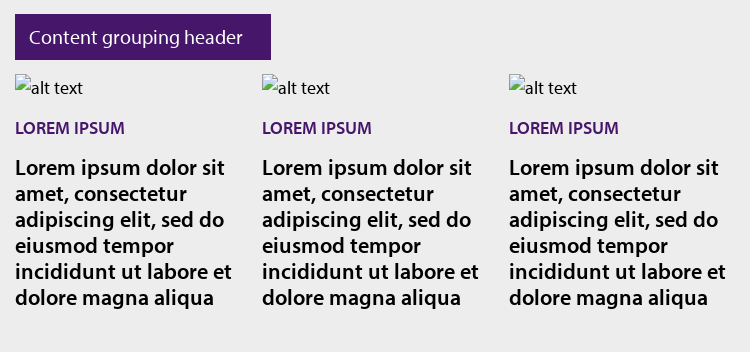 Content grouping header
alt text
LOREM IPSUM
Lorem ipsum dolor sit
amet, consectetur
adipiscing elit, sed do
eiusmod tempor
incididunt ut labore et
dolore magna aliqua
alt text
LOREM IPSUM
Lorem ipsum dolor sit
amet, consectetur
adipiscing elit, sed do
eiusmod tempor
incididunt ut labore et
dolore magna aliqua
alt text
LOREM IPSUM
Lorem ipsum dolor sit
amet, consectetur
adipiscing elit, sed do
eiusmod tempor
incididunt ut labore et
dolore magna aliqua